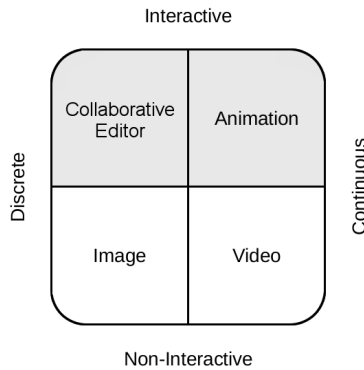 Interactive
Collaborative
Editor
Animation
Discrete
Continuous
Image
Video
Non-Interactive